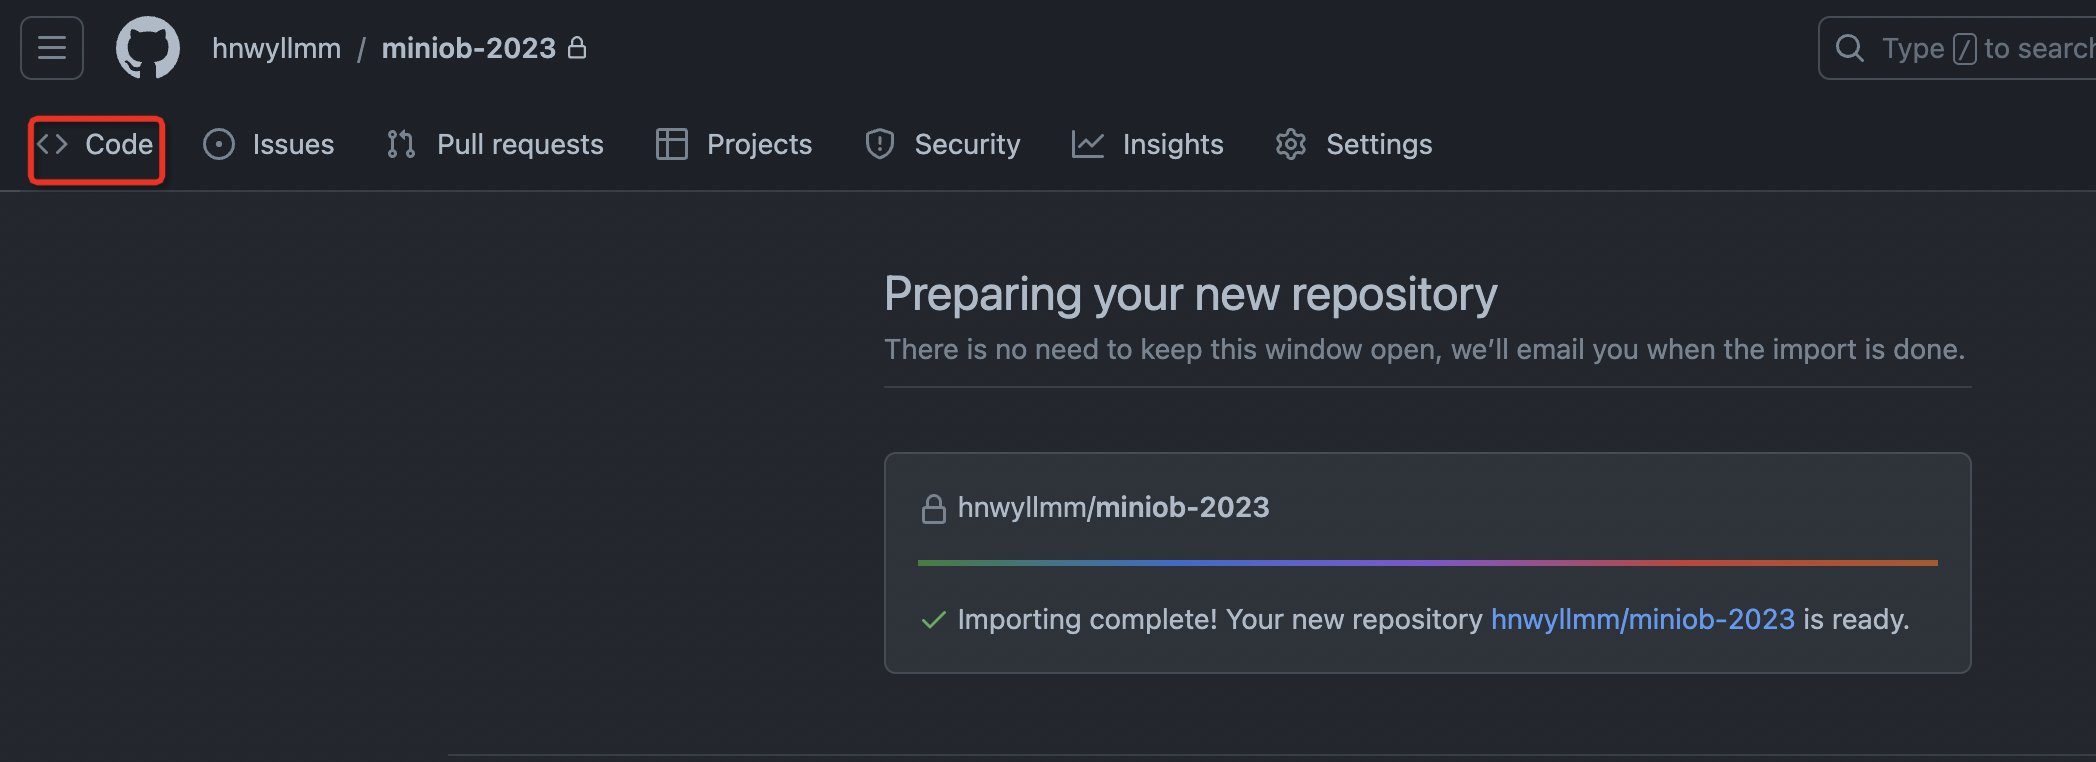 hnwyllmm / miniob-2023
Type / to search
Code Issues Pull requests Projects Security Insights Settings
Preparing your new repository
There is no need to keep this window open, we’ll email you when the import is done.
hnwyllmm/miniob-2023
Importing complete! Your new repository hnwyllmm/miniob-2023 is ready.